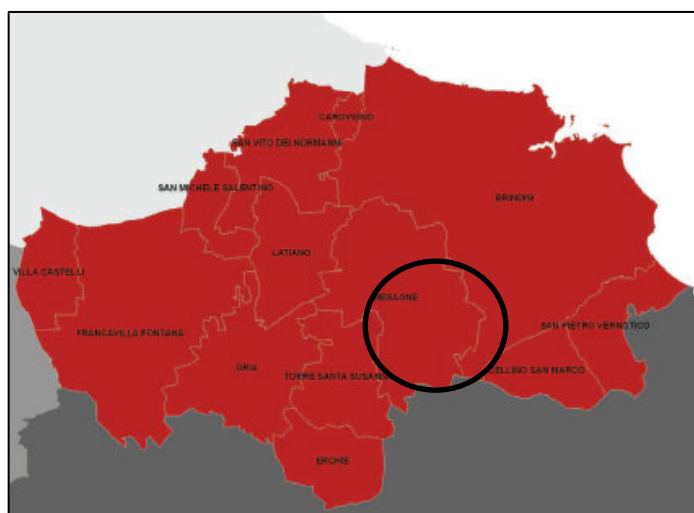 CAROVIGNO
SAN VITO DEI NORMANNI
SAN MICHELE SALENTINO
BRINDISI
LATIANO
VILLA CASTELLI
MESAGNE
FRANCAVILLA FONTANA
SAN PIETRO VERNOTICO
ORIA
TORRE SANTA SUSANNA
CELLINO SAN MARCO
ERCHIE